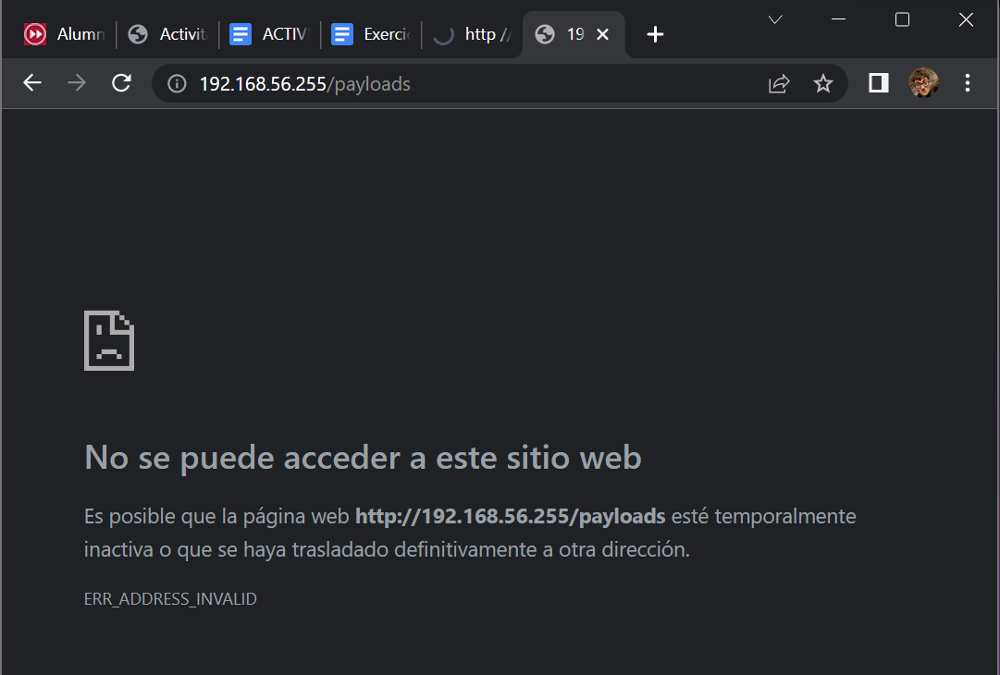 Alumn
Activit
ACTIV
Exercic
http //
19
192.168.56.255/payloads
No se puede acceder a este sitio web
Es posible que la página web http://192.168.56.255/payloads esté temporalmente
inactiva o que se haya trasladado definitivamente a otra dirección.
ERR_ADDRESS_INVALID